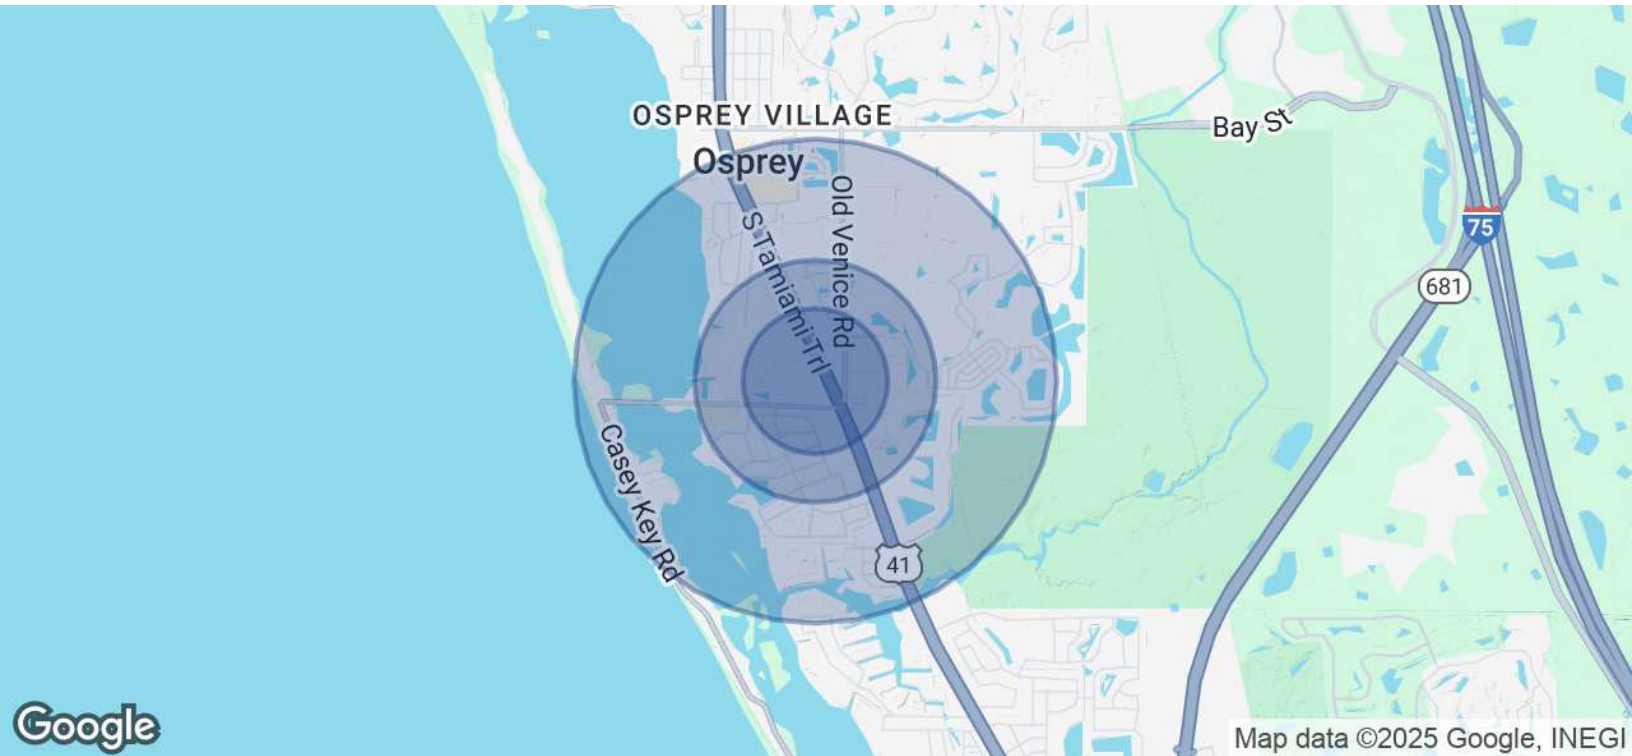 OSPREY VILLAGE
Osprey
Bay St
Old Venice Rd
S Tamiami Trl
75
681
Casey Key Rd
41
Google
Map data ©2025 Google, INEGI